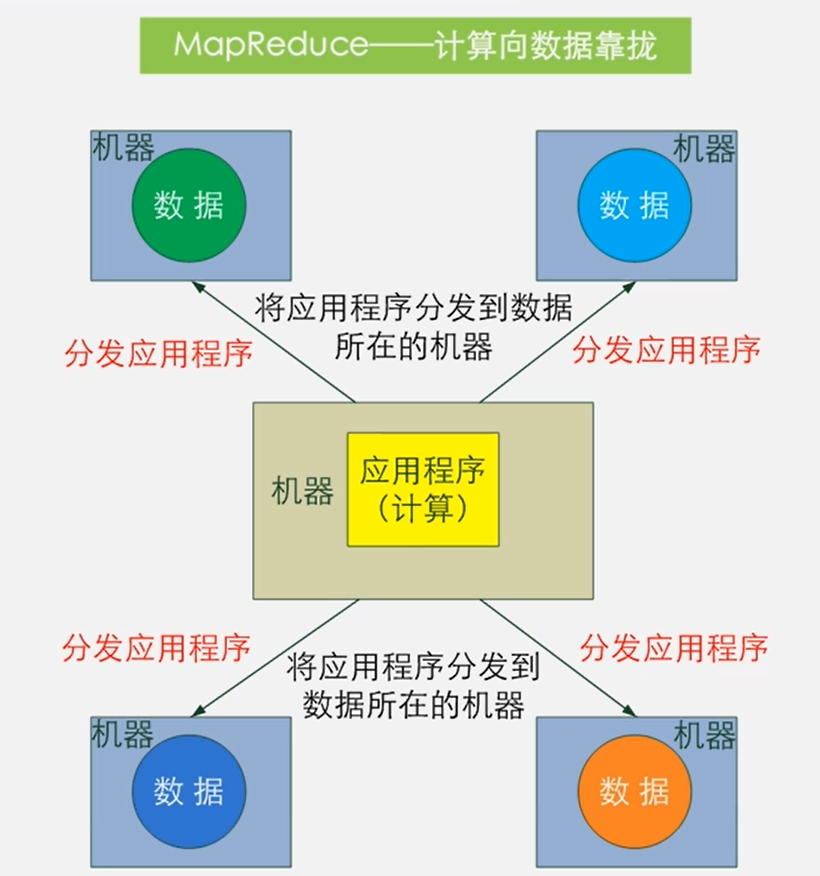 MapReduce——计算向数据靠拢
机器
数据
机器
数据
将应用程序分发到数据
所在的机器
分发应用程序
分发应用程序
机器
应用程序
（计算）
分发应用程序
分发应用程序
将应用程序分发到
数据所在的机器
机器
数据
机器
数据